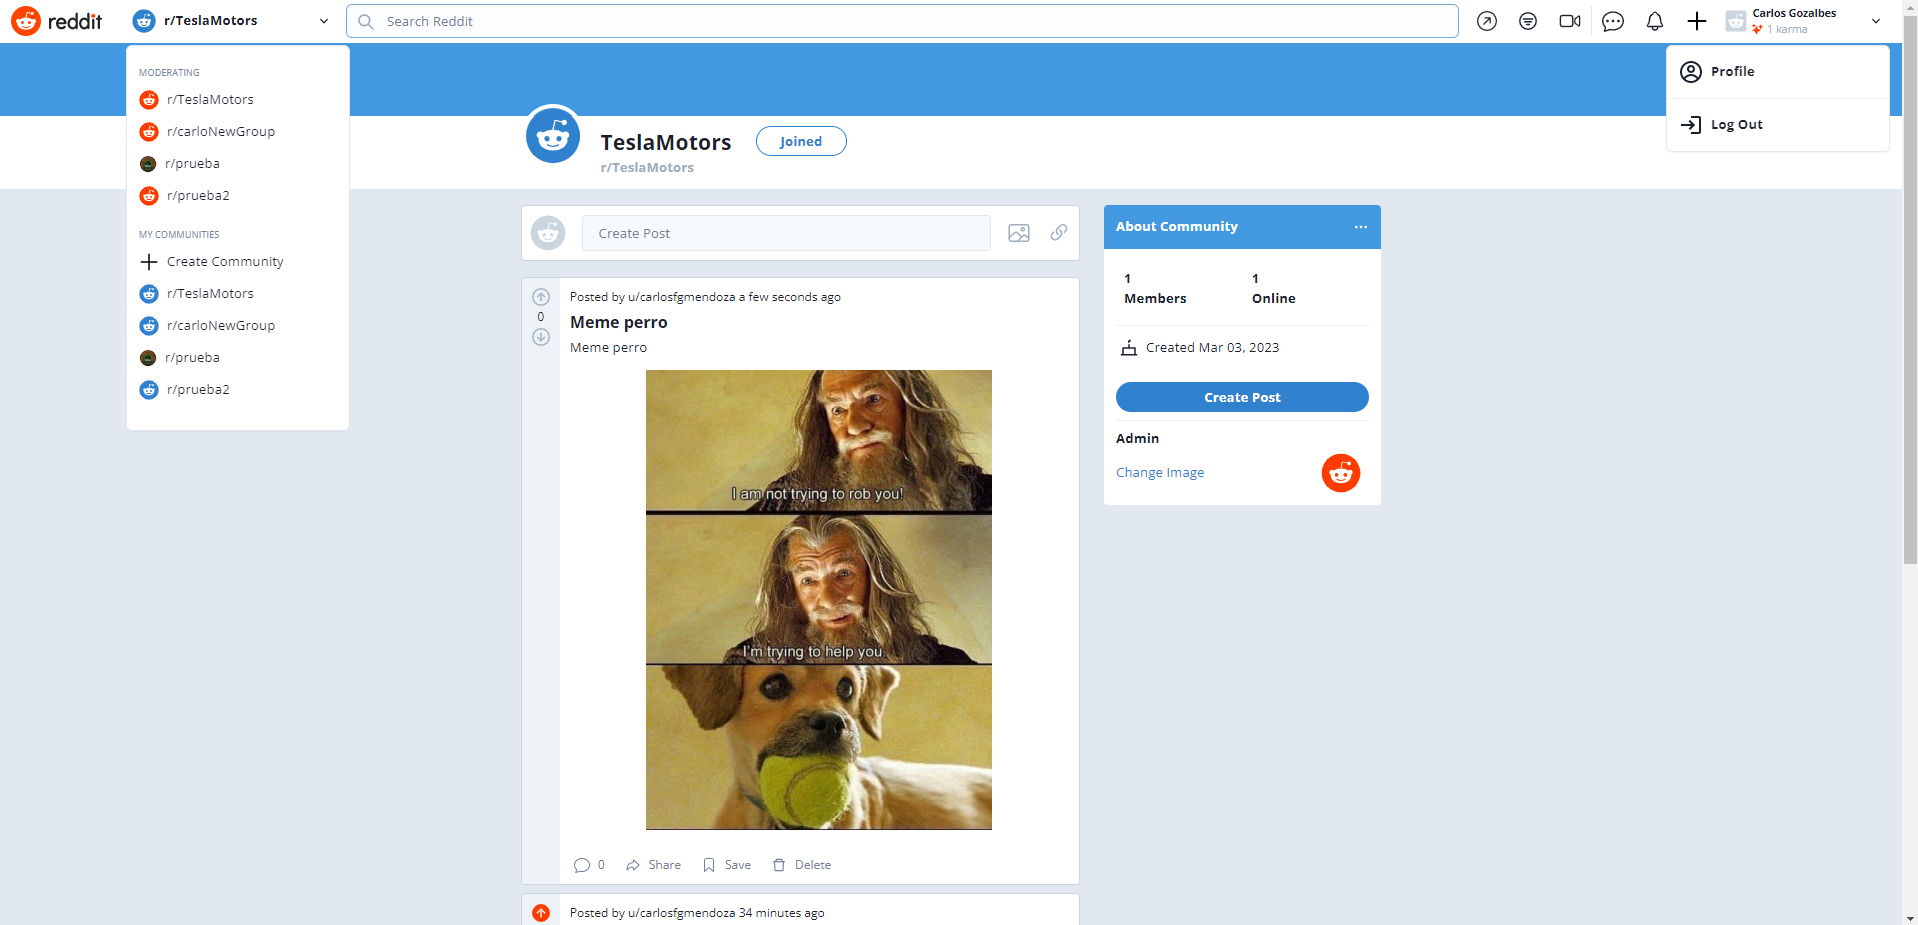 reddit
r/TeslaMotors
Search Reddit
Carlos Gozalbes
1 karma
MODERATING
r/TeslaMotors
r/carloNewGroup
r/prueba
r/prueba2
MY COMMUNITIES
Create Community
r/TeslaMotors
r/carloNewGroup
r/prueba
r/prueba2
Profile
Log Out
TeslaMotors
Joined
r/TeslaMotors
Create Post
Posted by u/carlosfgmendoza a few seconds ago
0
Meme perro
Meme perro
I am not trying to rob you!
I'm trying to help you.
0
Share
Save
Delete
Posted by u/carlosfgmendoza 34 minutes ago
About Community
1
Members
1
Online
Created Mar 03, 2023
Create Post
Admin
Change Image